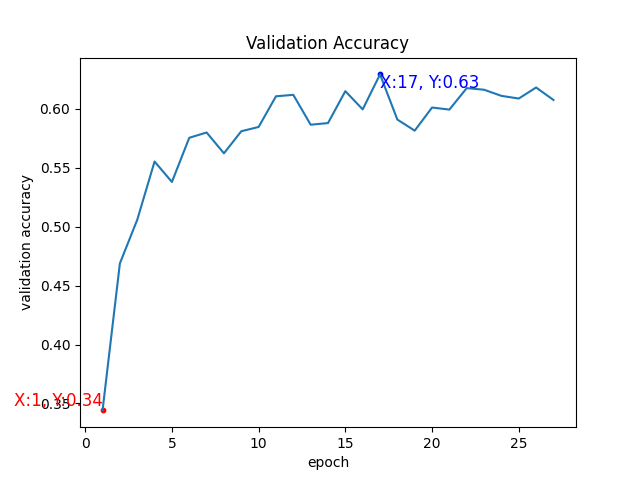 Validation Accuracy
X:17, Y:0.63
0.60
0.55
0.50
0.45
0.40
0.35
X:1, Y:0.34
validation accuracy
0 5 10 15 20 25
epoch